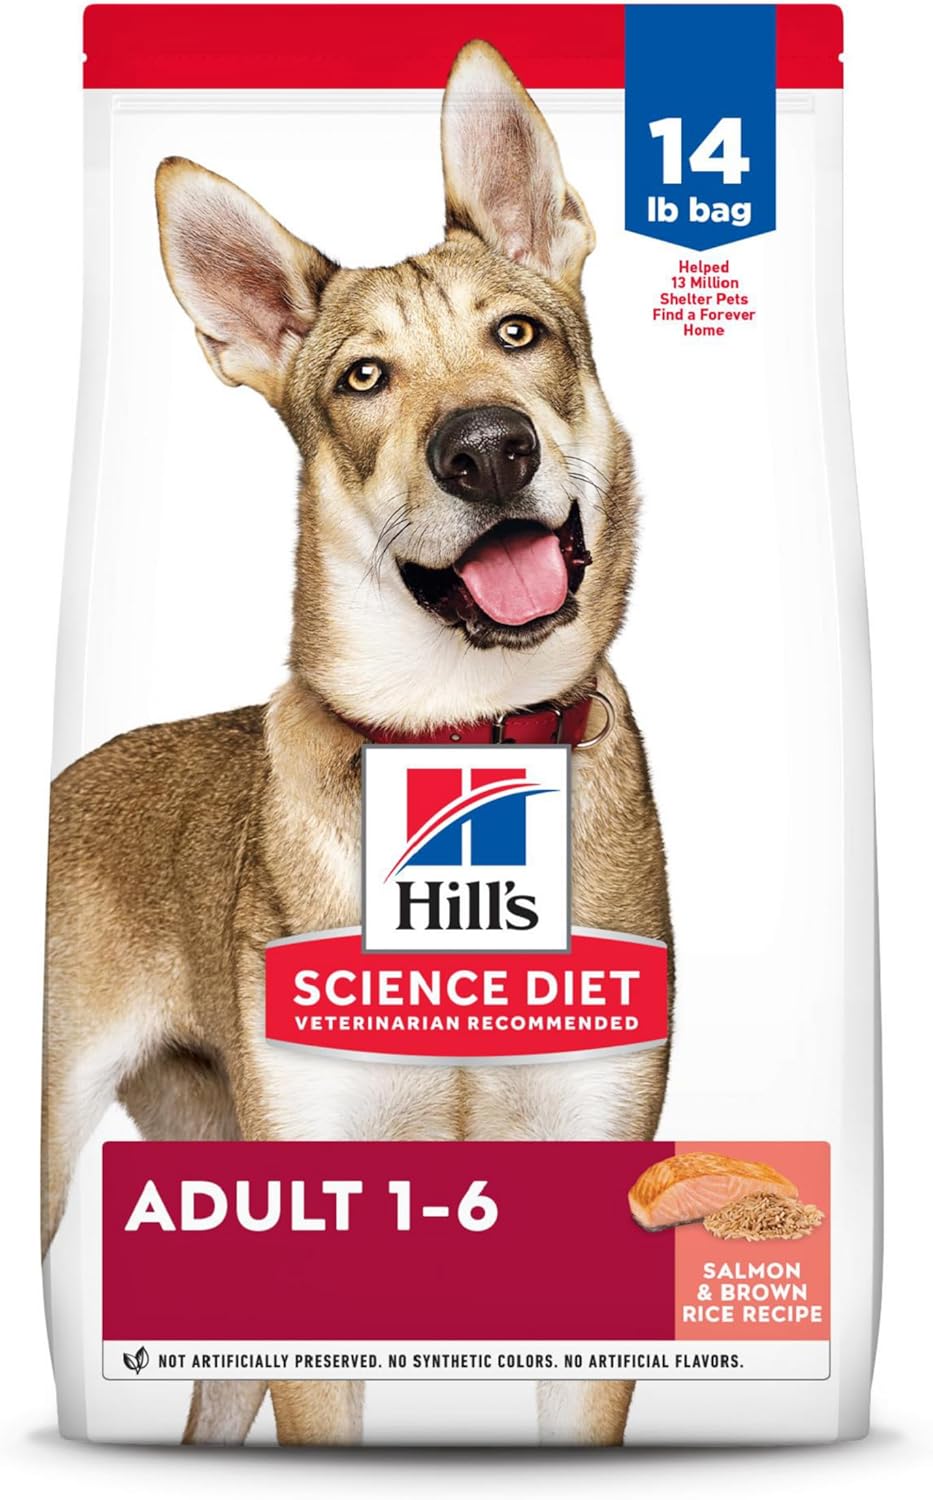 14
lb bag
Helped
13 Million
Shelter Pets
Find a Forever
Home
Hill's
SCIENCE DIET
VETERINARIAN RECOMMENDED
ADULT 1-6
SALMON
& BROWN
RICE RECIPE
NOT ARTIFICIALLY PRESERVED. NO SYNTHETIC COLORS. NO ARTIFICIAL FLAVORS.